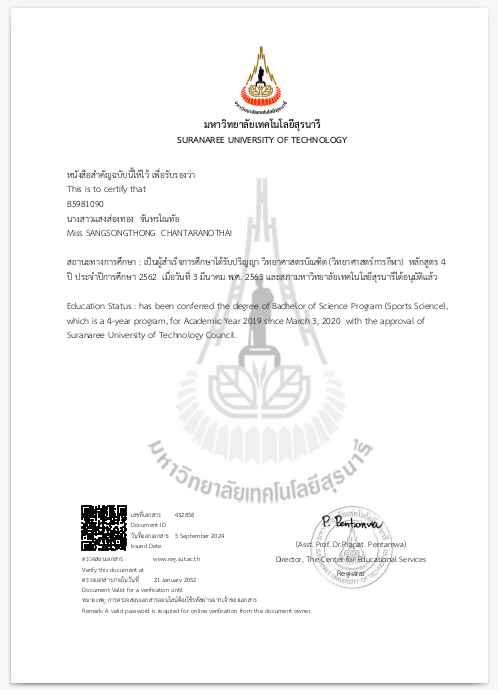 มหาวิทยาลัยเทคโนโลยีสุรนารี
มหาวิทยาลัยเทคโนโลยีสุรนารี
SURANAREE UNIVERSITY OF TECHNOLOGY
หนังสือสำคัญฉบับนี้ให้ไว้ เพื่อรับรองว่า
This is to certify that
B5981090
นางสาวแสงส่องทอง จันทรโณทัย
Miss SANGSONGTHONG CHANTARANOTHAI
สถานะทางการศึกษา : เป็นผู้สำเร็จการศึกษาได้รับปริญญา วิทยาศาสตรบัณฑิต (วิทยาศาสตร์การกีฬา) หลักสูตร 4
ปี ประจำปีการศึกษา 2562 เมื่อวันที่ 3 มีนาคม พ.ศ. 2563 และสภามหาวิทยาลัยเทคโนโลยีสุรนารีได้อนุมัติแล้ว
Education Status : has been conferred the degree of Bachelor of Science Program (Sports Science),
which is a 4-year program, for Academic Year 2019 since March 3, 2020 with the approval of
Suranaree University of Technology Council.
มหาวิทยาลัยเทคโนโลยีสุรนารี
เลขที่เอกสาร 432858
Document ID
วันที่ออกเอกสาร 5 September 2024
Issued Date
ตรวจสอบเอกสาร www.reg.sut.ac.th
Verify this document at
ตรวจเอกสารภายในวันที่ 21 January 2052
Document Valid for a verification until
หมายเหตุ: การตรวจสอบเอกสารออนไลน์ต้องใช้รหัสผ่านจากเจ้าของเอกสาร
Remark: A valid password is required for online verification from the document owner.
P. Pentamwa
(Asst. Prof. Dr.Prapat Pentamwa)
Director, The Center for Educational Services
Registrar